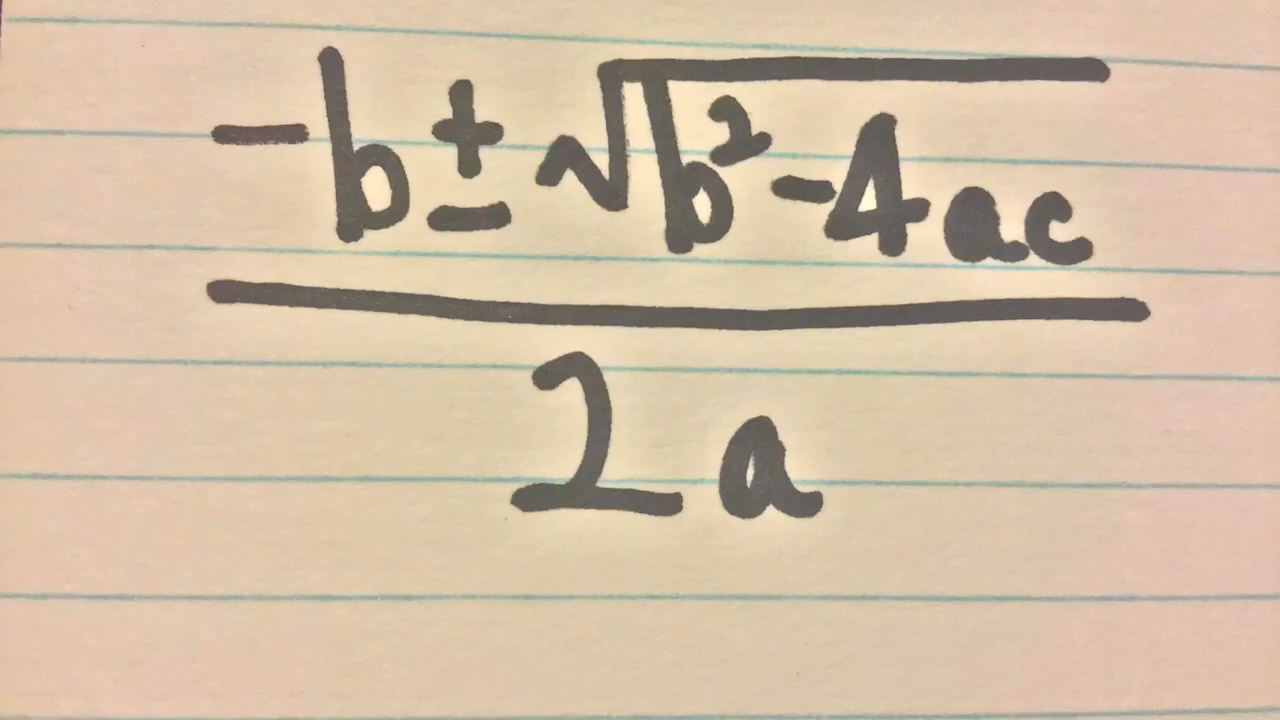 -b ± √b² - 4ac
2a